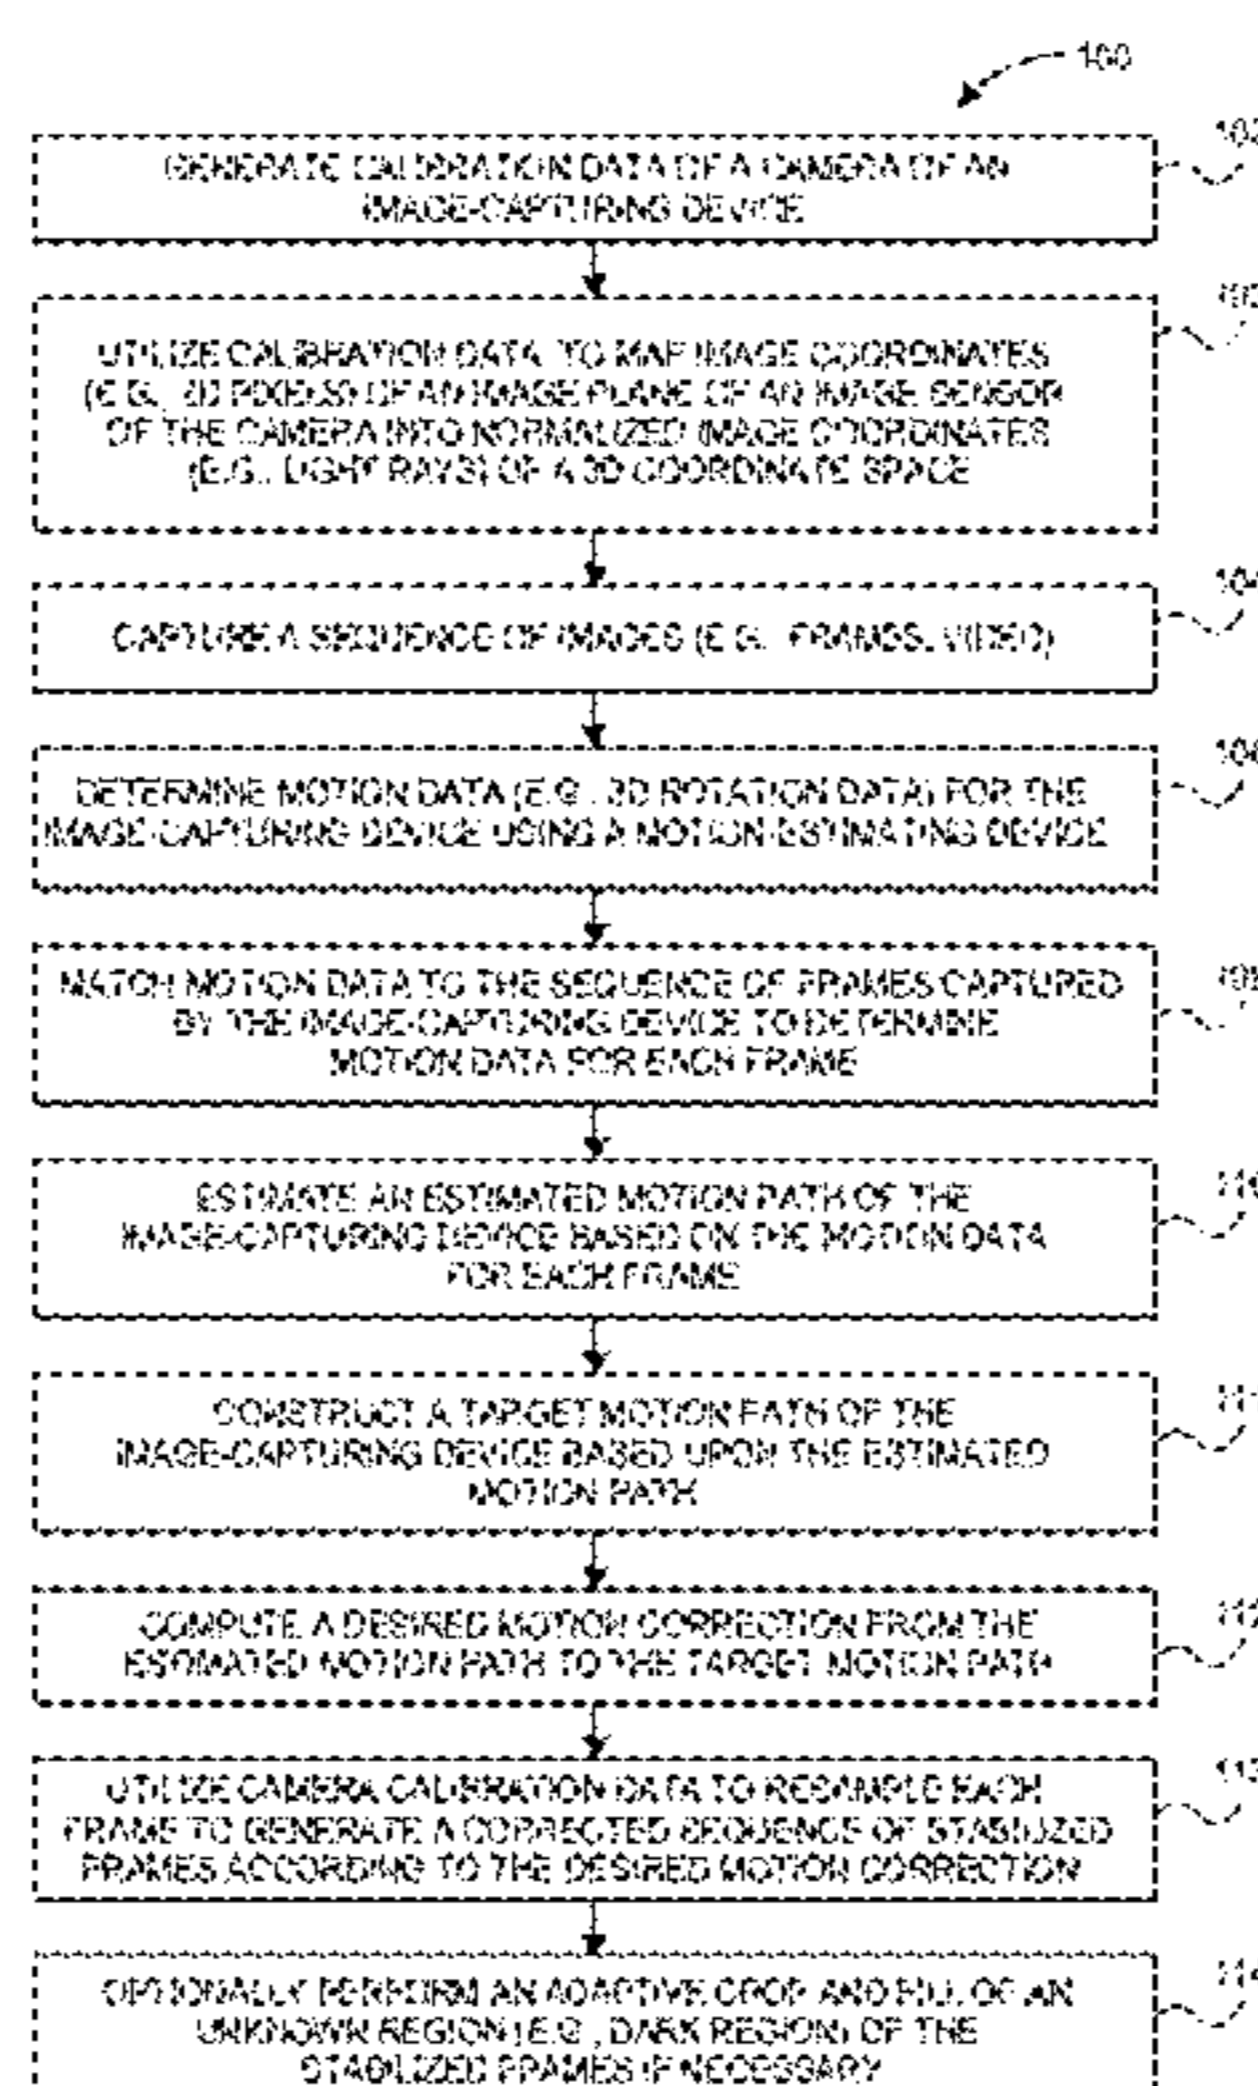 100
GENERATE CALIBRATION DATA OF A CAMERA OF AN
IMAGE-CAPTURING DEVICE
UTILIZE CALIBRATION DATA TO MAP IMAGE COORDINATES
(E.G., 2D PIXELS) OF AN IMAGE PLANE OF AN IMAGE SENSOR
OF THE CAMERA INTO NORMALIZED IMAGE COORDINATES
(E.G., LIGHT RAYS) OF A 3D COORDINATE SPACE
CAPTURE A SEQUENCE OF IMAGES (E.G., FRAMES, VIDEO)
DETERMINE MOTION DATA (E.G., 3D ROTATION DATA) FOR THE
IMAGE-CAPTURING DEVICE USING A MOTION-ESTIMATING DEVICE
MATCH MOTION DATA TO THE SEQUENCE OF FRAMES CAPTURED
BY THE IMAGE-CAPTURING DEVICE TO DETERMINE
MOTION DATA FOR EACH FRAME
ESTIMATE AN ESTIMATED MOTION PATH OF THE
IMAGE-CAPTURING DEVICE BASED ON THE MOTION DATA
FOR EACH FRAME
CONSTRUCT A TARGET MOTION PATH OF THE
IMAGE-CAPTURING DEVICE BASED UPON THE ESTIMATED
MOTION PATH
COMPUTE A DESIRED MOTION CORRECTION FROM THE
ESTIMATED MOTION PATH TO THE TARGET MOTION PATH
UTILIZE CAMERA CALIBRATION DATA TO RESAMPLE EACH
FRAME TO GENERATE A CORRECTED SEQUENCE OF STABILIZED
FRAMES ACCORDING TO THE DESIRED MOTION CORRECTION
OPTIONALLY PERFORM AN ADAPTIVE CROP AND FILL OF AN
UNKNOWN REGION (E.G., DARK REGION) OF THE
STABILIZED FRAMES IF NECESSARY